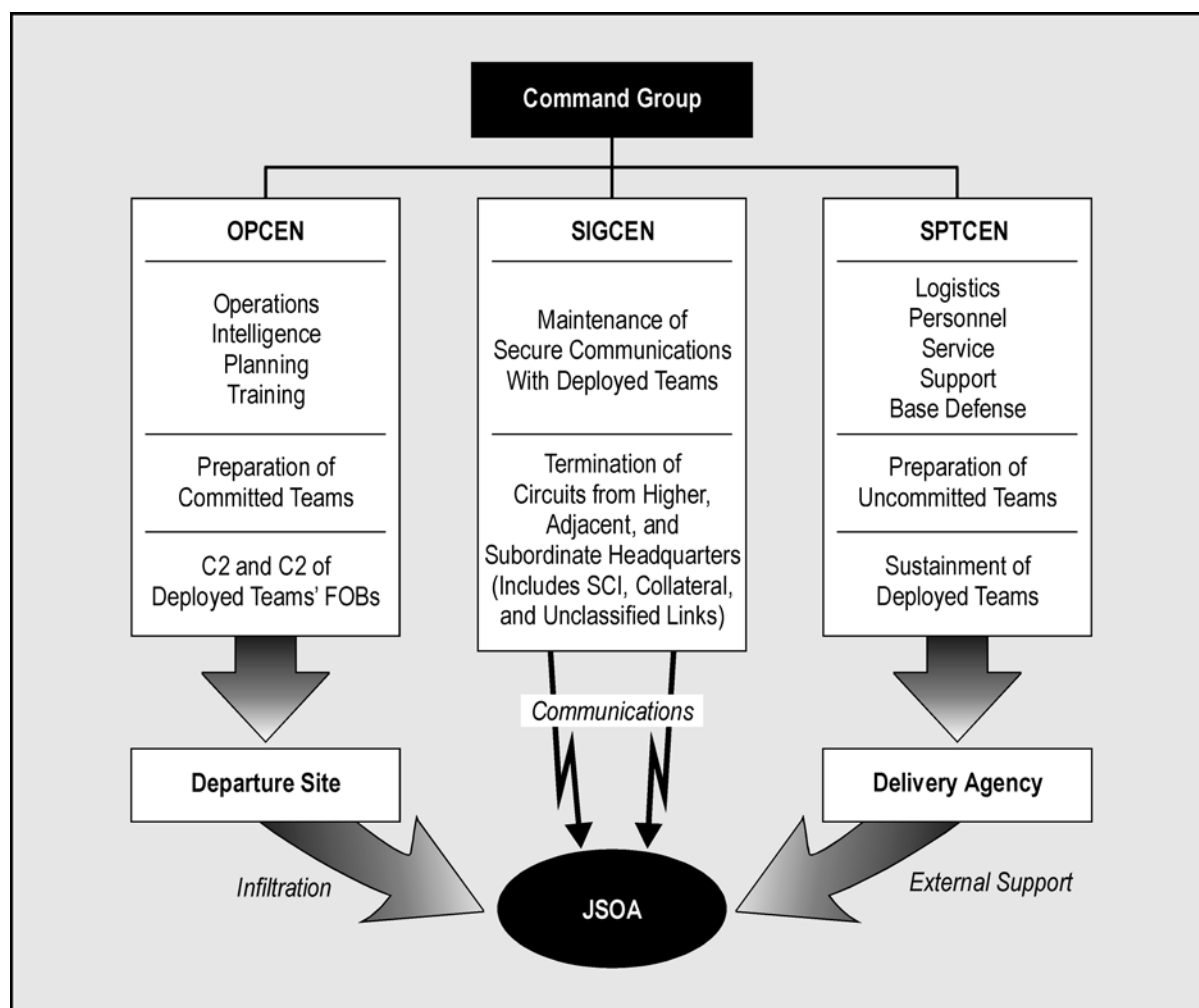 Command Group
OPCEN
Operations
Intelligence
Planning
Training
Preparation of
Committed Teams
C2 and C2 of
Deployed Teams’ FOBs
SIGCEN
Maintenance of
Secure Communications
With Deployed Teams
Termination of
Circuits from Higher,
Adjacent, and
Subordinate Headquarters
(Includes SCI, Collateral,
and Unclassified Links)
SPTCEN
Logistics
Personnel
Service
Support
Base Defense
Preparation of
Uncommitted Teams
Sustainment of
Deployed Teams
Communications
Departure Site
Delivery Agency
Infiltration
External Support
JSOA